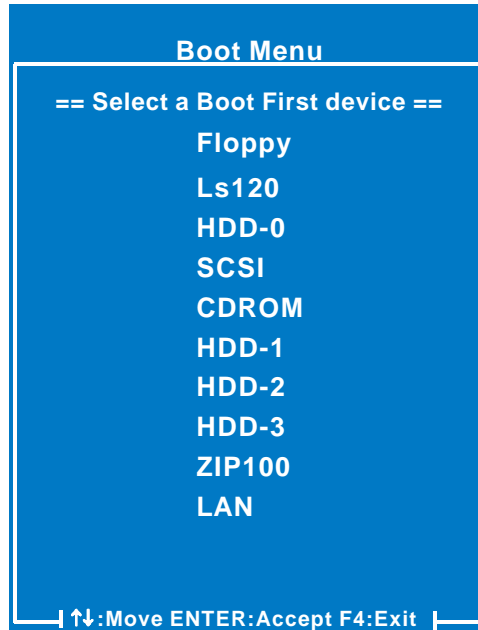 Boot Menu
== Select a Boot First device ==
Floppy
Ls120
HDD-0
SCSI
CDROM
HDD-1
HDD-2
HDD-3
ZIP100
LAN
↑↓:Move ENTER:Accept F4:Exit